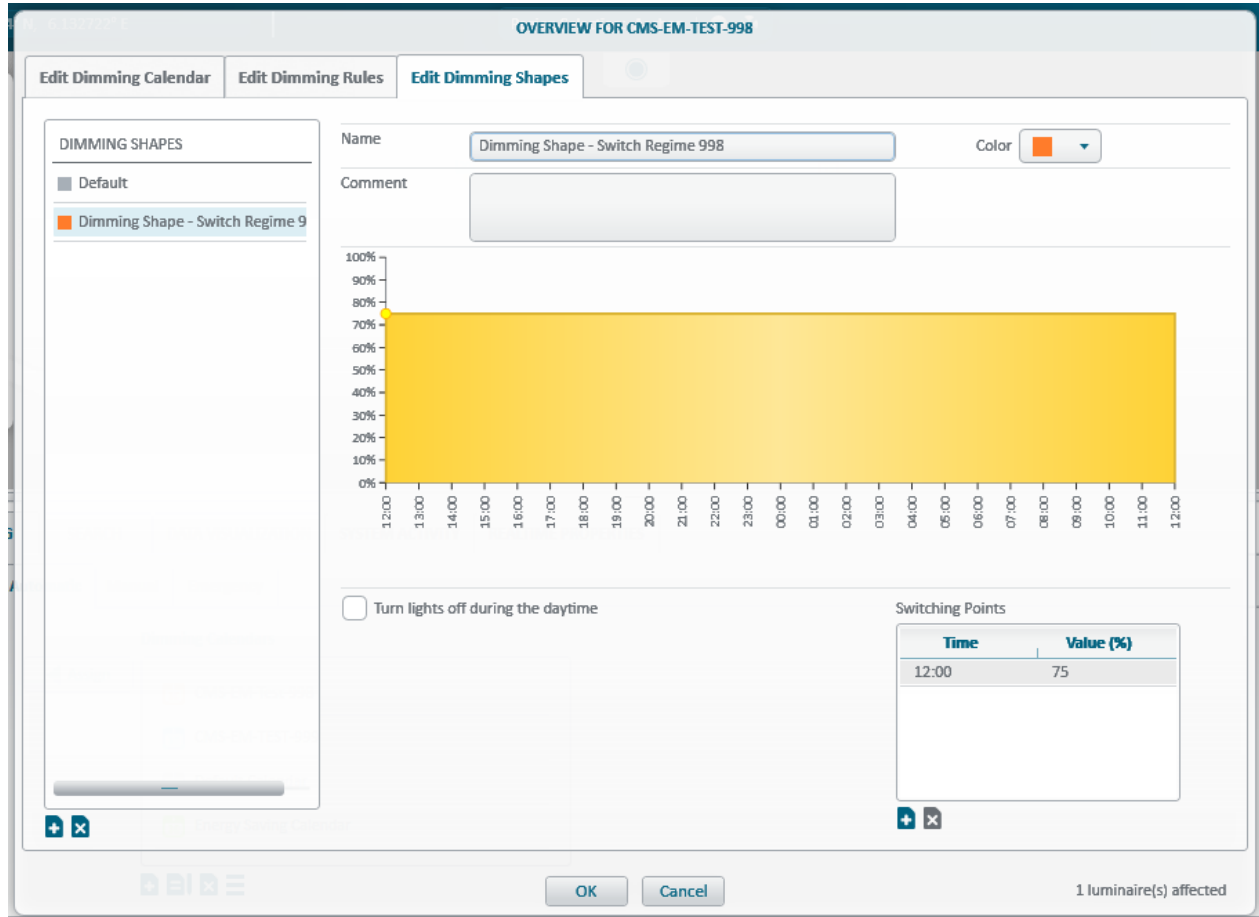 OVERVIEW FOR CMS-EM-TEST-998
Edit Dimming Calendar
Edit Dimming Rules
Edit Dimming Shapes
DIMMING SHAPES
Default
Dimming Shape - Switch Regime 9
Name
Dimming Shape - Switch Regime 998
Color
Comment
100%
90%
80%
70%
60%
50%
40%
30%
20%
10%
0%
12:00
13:00
14:00
15:00
16:00
17:00
18:00
19:00
20:00
21:00
22:00
23:00
00:00
01:00
02:00
03:00
04:00
05:00
06:00
07:00
08:00
09:00
10:00
11:00
12:00
Turn lights off during the daytime
Switching Points
Time Value (%)
12:00 75
OK
Cancel
1 luminaire(s) affected